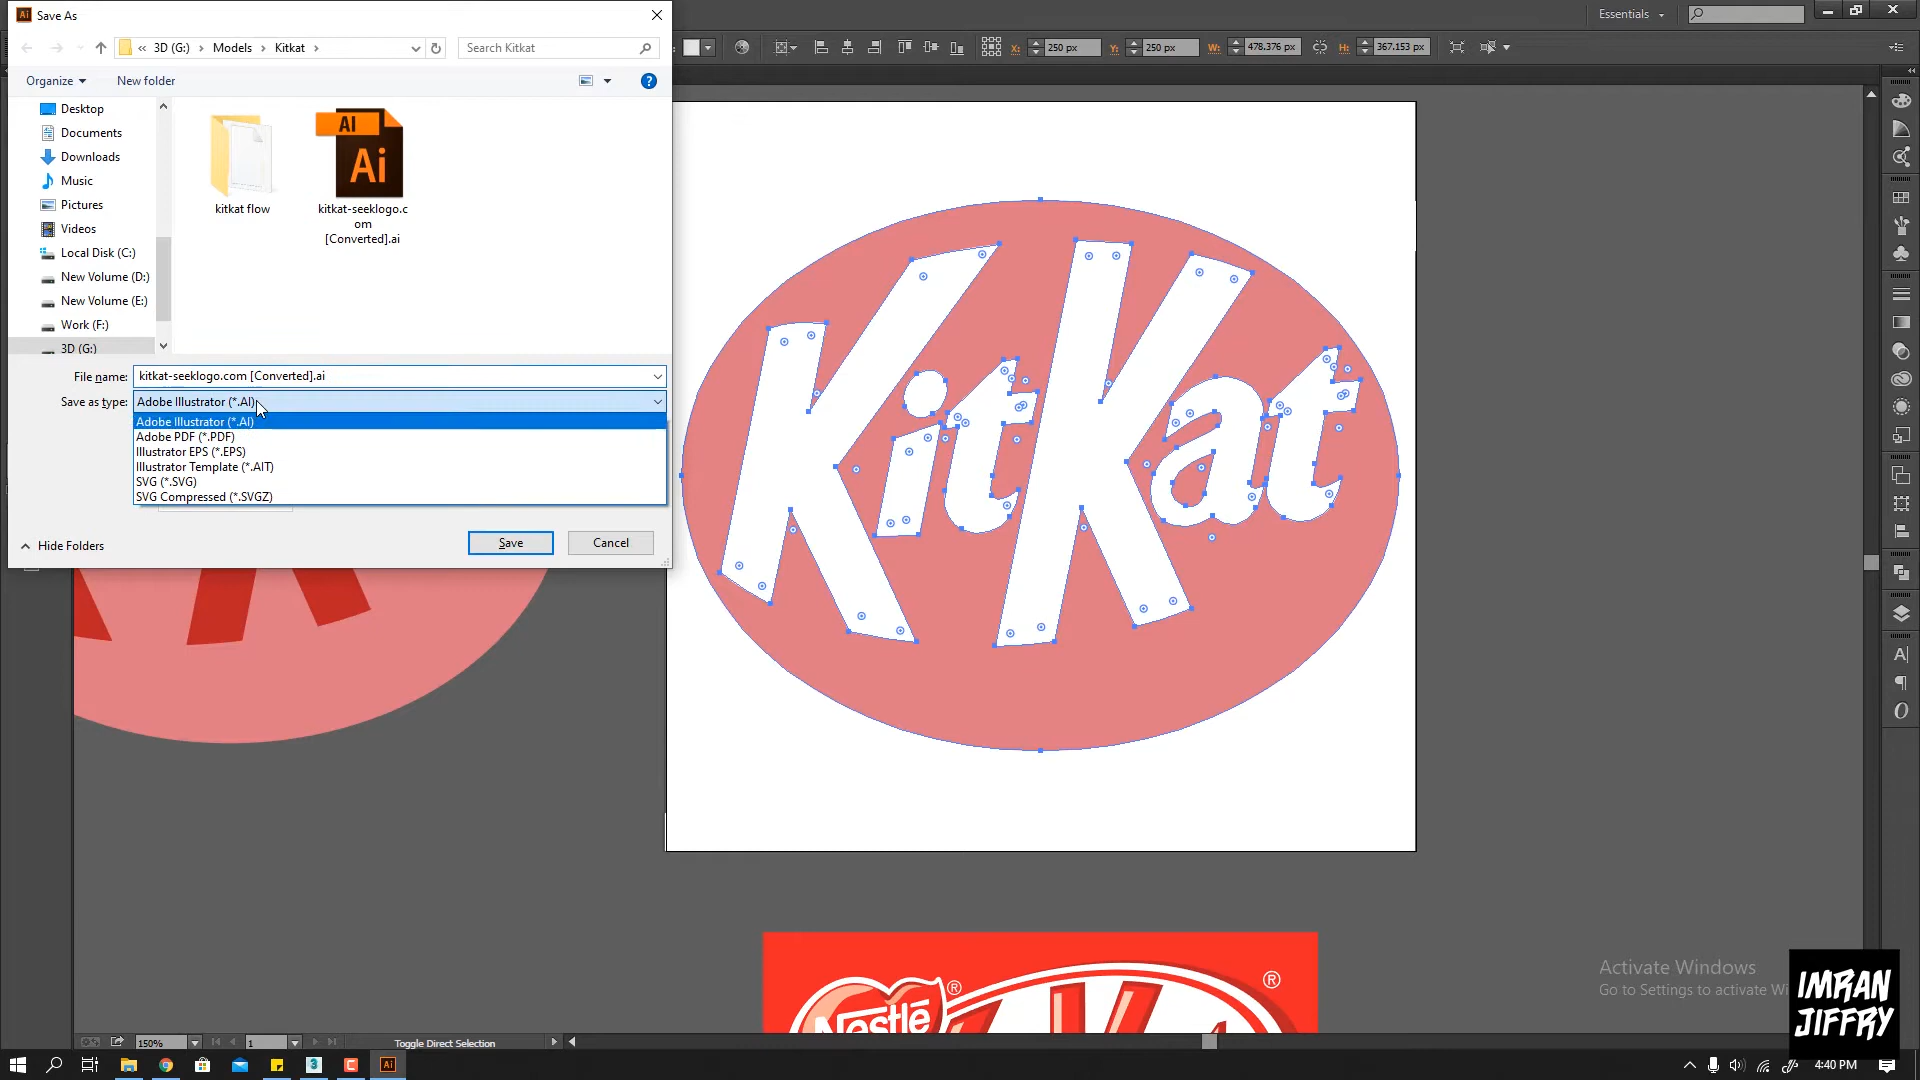 Save As
Essentials
« 3D (G:) › Models › Kitkat ›
Search Kitkat
X: 250 px Y: 250 px W: 478.376 px H: 367.153 px
Organize
New folder
Desktop
Documents
Downloads
Music
Pictures
Videos
Local Disk (C:)
New Volume (D:)
New Volume (E:)
Work (F:)
3D (G:)
kitkat flow
AI
Ai
kitkat-seeklogo.c
om
[Converted].ai
File name: kitkat-seeklogo.com [Converted].ai
Save as type: Adobe Illustrator (*.AI)
Adobe Illustrator (*.AI)
Adobe PDF (*.PDF)
Illustrator EPS (*.EPS)
Illustrator Template (*.AIT)
SVG (*.SVG)
SVG Compressed (*.SVGZ)
Hide Folders
Save
Cancel
KitKat
Nestlé ®
®
Activate Windows
Go to Settings to activate Wi
IMRAN
JIFFRY
150%
1
Toggle Direct Selection
4:40 PM